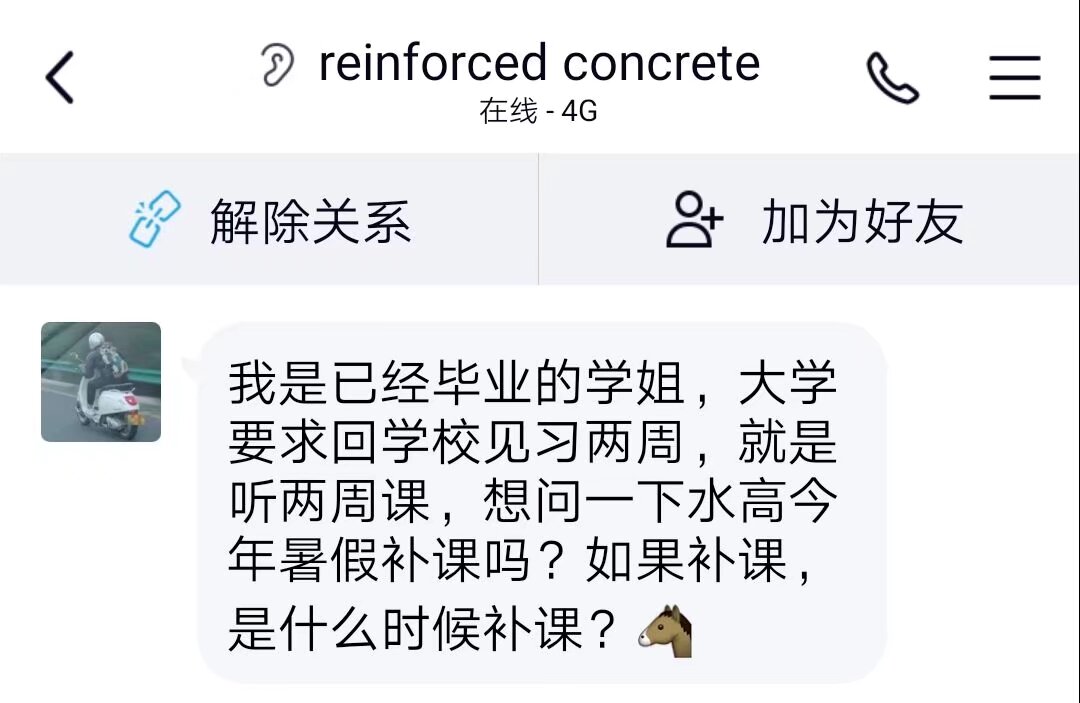 reinforced concrete
在线 - 4G
解除关系
加为好友
我是已经毕业的学姐，大学
要求回学校见习两周，就是
听两周课，想问一下水高今
年暑假补课吗？如果补课，
是什么时候补课？🐴